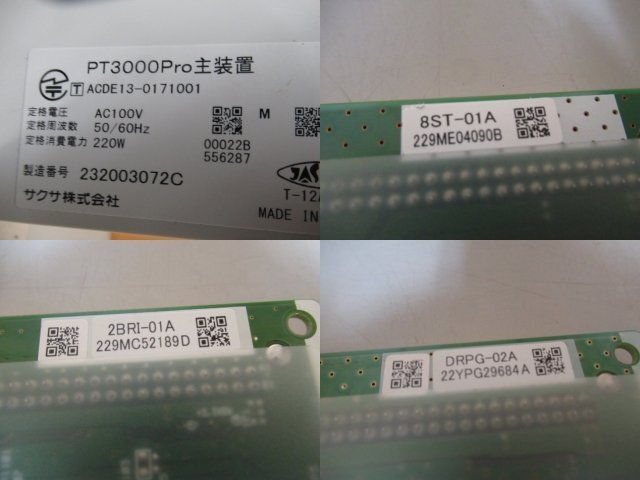 PT3000Pro主装置
T ACDE13-0171001
定格電圧 AC100V
定格周波数 50/60Hz
定格消費電力 220W
M
00022B
556287
製造番号 232003072C
サクサ株式会社
T-12
MADE IN
8ST-01A
229ME04090B
2BRI-01A
229MC52189D
DRPG-02A
22YPG29684A